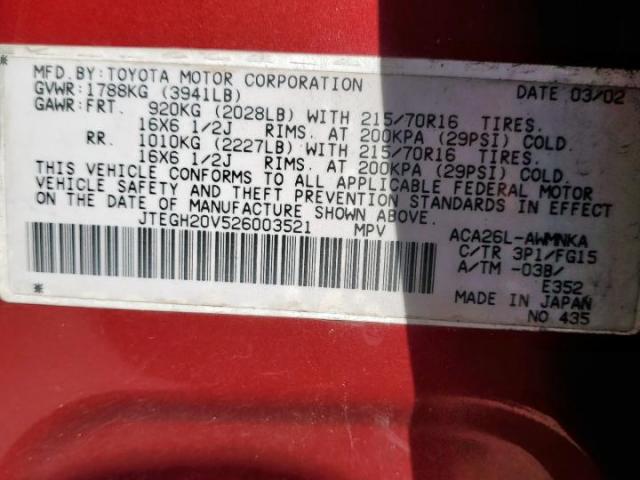 MFD.BY:TOYOTA MOTOR CORPORATION DATE 03/02
GVWR:1788KG (3941LB)
GAWR:FRT. 920KG (2028LB) WITH 215/70R16 TIRES.
16X6 1/2J RIMS. AT 200KPA (29PSI) COLD.
RR. 1010KG (2227LB) WITH 215/70R16 TIRES.
16X6 1/2J RIMS. AT 200KPA (29PSI) COLD.
THIS VEHICLE CONFORMS TO ALL APPLICABLE FEDERAL MOTOR
VEHICLE SAFETY AND THEFT PREVENTION STANDARDS IN EFFECT
ON THE DATE OF MANUFACTURE SHOWN ABOVE.
JTEGH20V526003521 MPV ACA26L-AWMNKA
C/TR 3P1/FG15
A/TM -03B/
E352
MADE IN JAPAN
NO 435